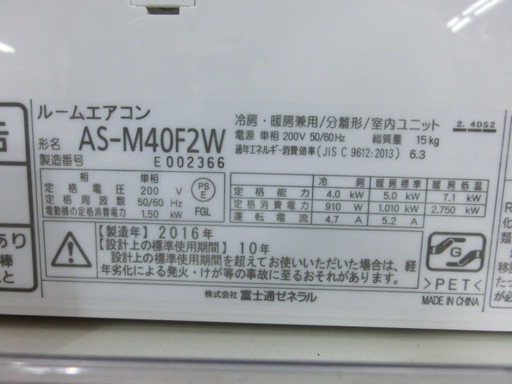 ルームエアコン
形名 AS-M40F2W
製造番号 E002366
冷房・暖房兼用/分離形/室内ユニット
電源 単相 200V 50/60Hz 総質量 15kg
通年エネルギー消費効率(JIS C 9612:2013) 6.3
2.4DS2
相 単相
定格電圧 200 V
定格周波数 50/60 Hz
電動機の定格消費電力 1.50 kW
PS
E
FGL
冷房 暖房標準 暖房低温
定格能力 4.0 kW 5.0 kW 7.1 kW
定格消費電力 910 W 1.010 kW 2.750 kW
運転電流 4.7 A 5.2 A
【製造年】2016年
【設計上の標準使用期間】10年
設計上の標準使用期間を超えてお使いいただいた場合は、経
年劣化による発火・けが等の事故に至るおそれがあります。
G
>PET<
MADE IN CHINA
株式会社 富士通ゼネラル
あり
棒
と